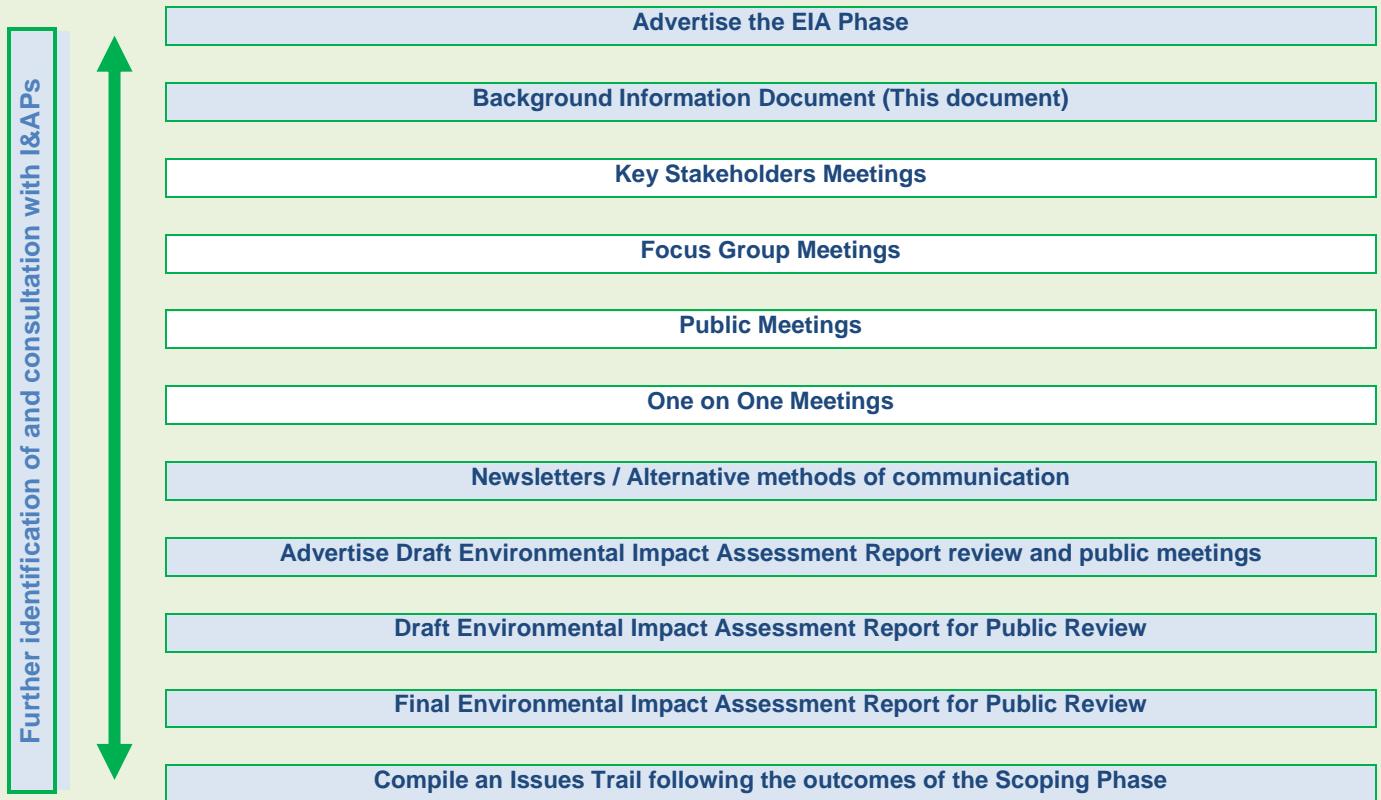 Further identification of and consultation with I&APs
Advertise the EIA Phase
Background Information Document (This document)
Key Stakeholders Meetings
Focus Group Meetings
Public Meetings
One on One Meetings
Newsletters / Alternative methods of communication
Advertise Draft Environmental Impact Assessment Report review and public meetings
Draft Environmental Impact Assessment Report for Public Review
Final Environmental Impact Assessment Report for Public Review
Compile an Issues Trail following the outcomes of the Scoping Phase